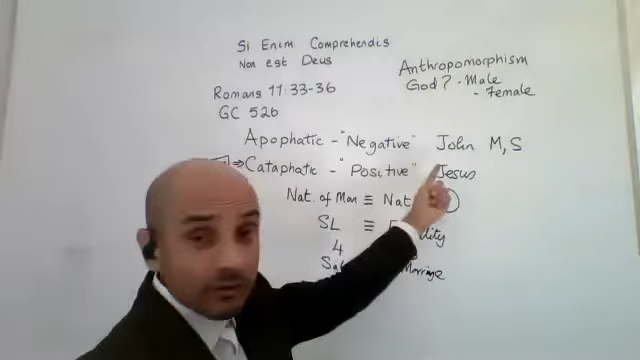 Si Enim Comprehendis
Non est Deus
Romans 11:33-36
GC 526
Anthropomorphism
God? - Male
- Female
Apophatic - "Negative" John M, S
⇒ Cataphatic - "Positive" Jesus
Nat. of Man ≡ Nat.
SL ≡
4
Marriage